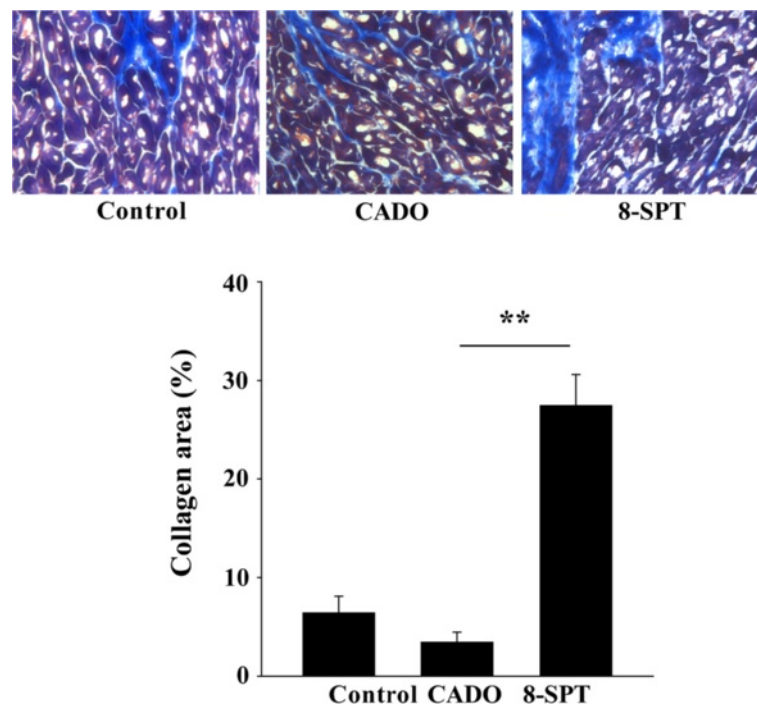 Control CADO 8-SPT
40
**
30
20
10
0
Collagen area (%)
Control CADO 8-SPT